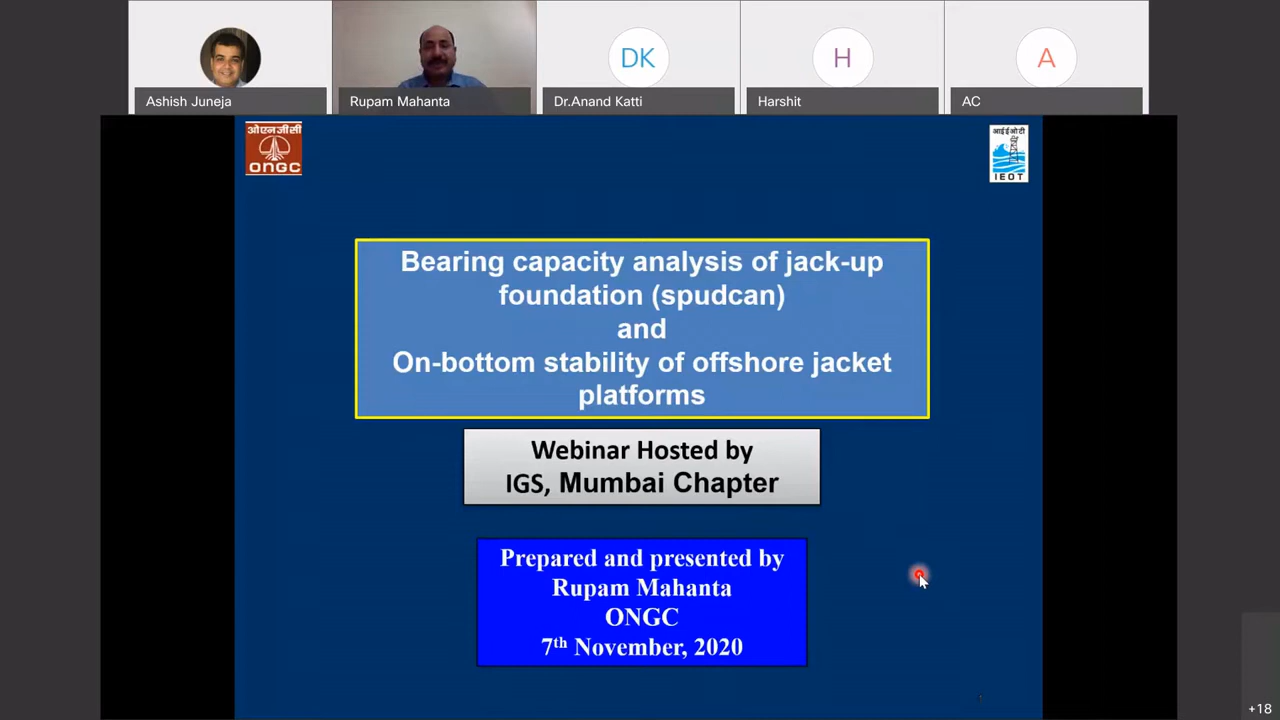 DK
H
A
Ashish Juneja
Rupam Mahanta
Dr.Anand Katti
Harshit
AC
ओएनजीसी
ONGC
आईईओटी
IEOT
Bearing capacity analysis of jack-up
foundation (spudcan)
and
On-bottom stability of offshore jacket
platforms
Webinar Hosted by
IGS, Mumbai Chapter
Prepared and presented by
Rupam Mahanta
ONGC
7th November, 2020
1
+18